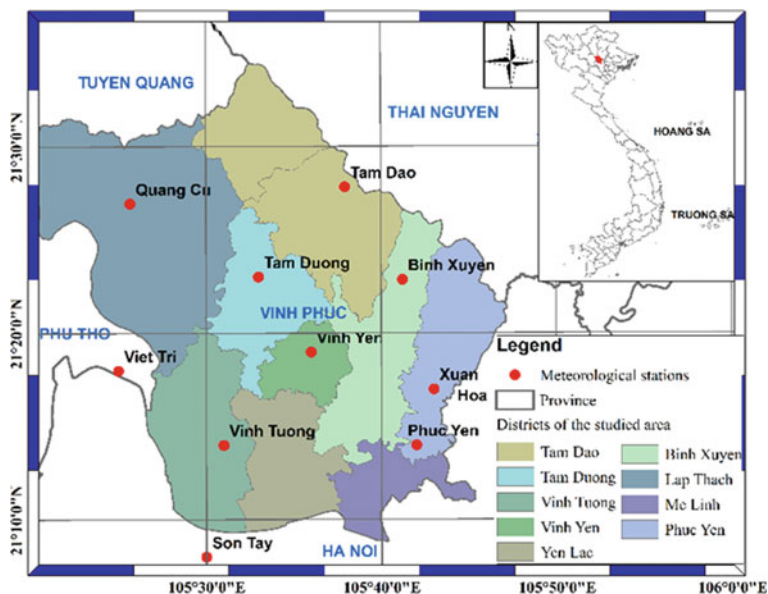 TUYEN QUANG
THAI NGUYEN
HOANG SA
TRUONG SA
21°30'0"N
21°20'0"N
21°10'0"N
Quang Cu
Tam Dao
Tam Duong
Binh Xuyen
VINH PHUC
PHU THO
Vinh Yen
Viet Tri
Xuan
Hoa
Vinh Tuong
Phuc Yen
Son Tay
HA NOI
Legend
Meteorological stations
Province
Districts of the studied area
Tam Dao
Binh Xuyen
Tam Duong
Lap Thach
Vinh Tuong
Me Linh
Vinh Yen
Phuc Yen
Yen Lac
105°30'0"E
105°40'0"E
105°50'0"E
106°0'0"E